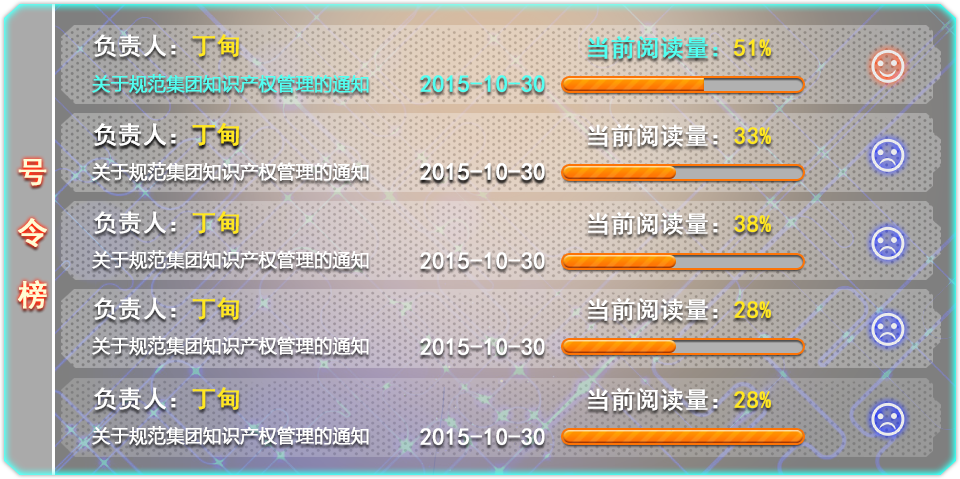 号令榜
负责人：丁甸 当前阅读量：51%
关于规范集团知识产权管理的通知 2015-10-30
负责人：丁甸 当前阅读量：33%
关于规范集团知识产权管理的通知 2015-10-30
负责人：丁甸 当前阅读量：38%
关于规范集团知识产权管理的通知 2015-10-30
负责人：丁甸 当前阅读量：28%
关于规范集团知识产权管理的通知 2015-10-30
负责人：丁甸 当前阅读量：28%
关于规范集团知识产权管理的通知 2015-10-30